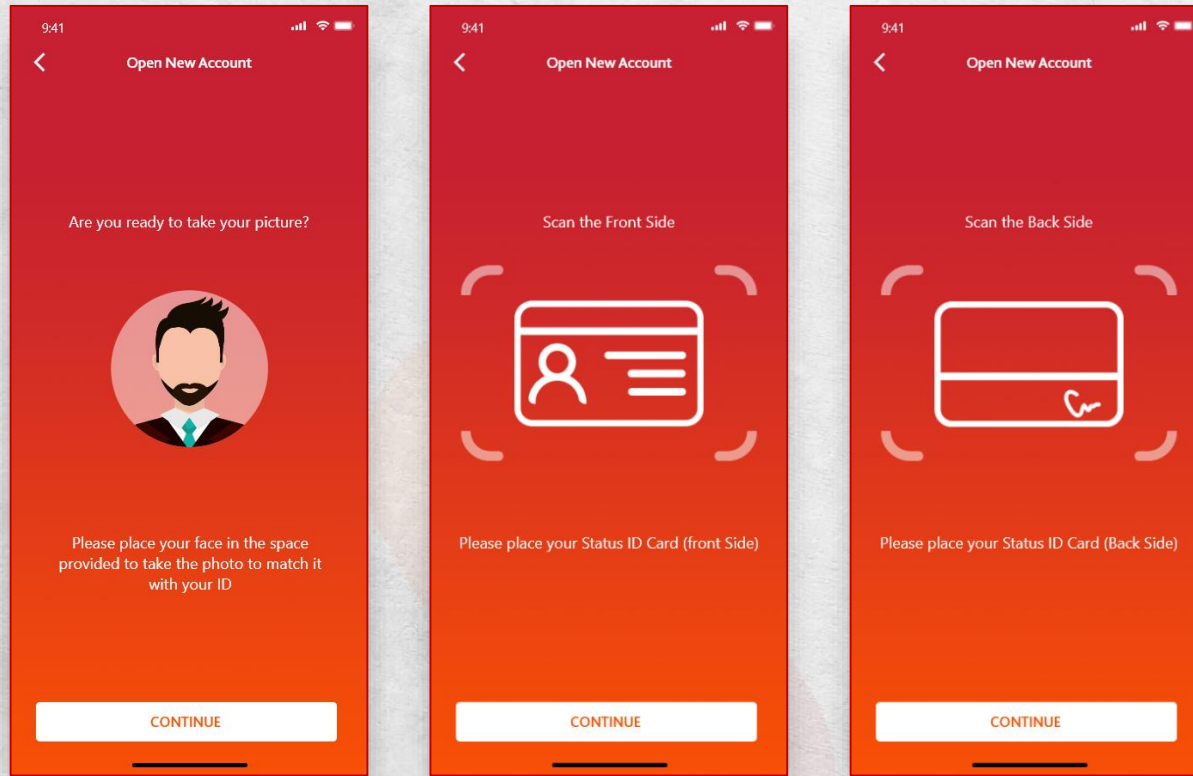 9:41
Open New Account
Are you ready to take your picture?
Please place your face in the space
provided to take the photo to match it
with your ID
CONTINUE
9:41
Open New Account
Scan the Front Side
Please place your Status ID Card (front Side)
CONTINUE
9:41
Open New Account
Scan the Back Side
Please place your Status ID Card (Back Side)
CONTINUE